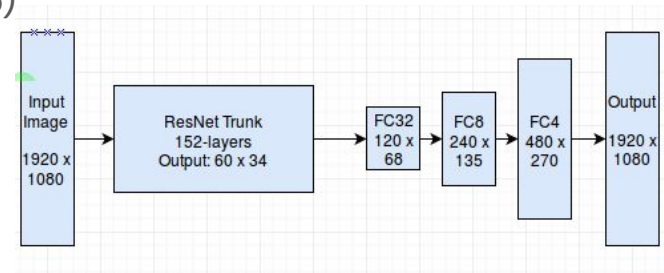 Input
Image
1920 x
1080
ResNet Trunk
152-layers
Output: 60 x 34
FC32
120 x
68
FC8
240 x
135
FC4
480 x
270
Output
1920 x
1080